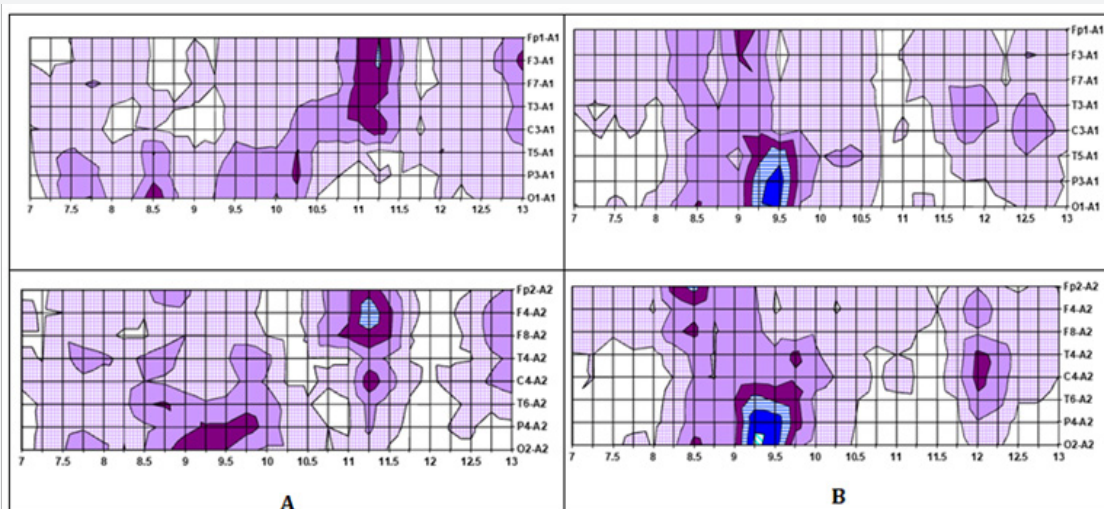 Fp1-A1
F3-A1
F7-A1
T3-A1
C3-A1
T5-A1
P3-A1
O1-A1
7 7.5 8 8.5 9 9.5 10 10.5 11 11.5 12 12.5 13
Fp1-A1
F3-A1
F7-A1
T3-A1
C3-A1
T5-A1
P3-A1
O1-A1
7 7.5 8 8.5 9 9.5 10 10.5 11 11.5 12 12.5 13
Fp2-A2
F4-A2
F8-A2
T4-A2
C4-A2
T6-A2
P4-A2
O2-A2
7 7.5 8 8.5 9 9.5 10 10.5 11 11.5 12 12.5 13
A
Fp2-A2
F4-A2
F8-A2
T4-A2
C4-A2
T6-A2
P4-A2
O2-A2
7 7.5 8 8.5 9 9.5 10 10.5 11 11.5 12 12.5 13
B